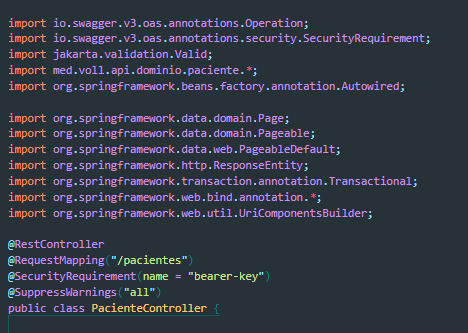 import io.swagger.v3.oas.annotations.Operation;
import io.swagger.v3.oas.annotations.security.SecurityRequirement;
import jakarta.validation.Valid;
import med.voll.api.dominio.paciente.*;
import org.springframework.beans.factory.annotation.Autowired;
import org.springframework.data.domain.Page;
import org.springframework.data.domain.Pageable;
import org.springframework.data.web.PageableDefault;
import org.springframework.http.ResponseEntity;
import org.springframework.transaction.annotation.Transactional;
import org.springframework.web.bind.annotation.*;
import org.springframework.web.util.UriComponentsBuilder;
@RestController
@RequestMapping("/pacientes")
@SecurityRequirement(name = "bearer-key")
@SuppressWarnings("all")
public class PacienteController {